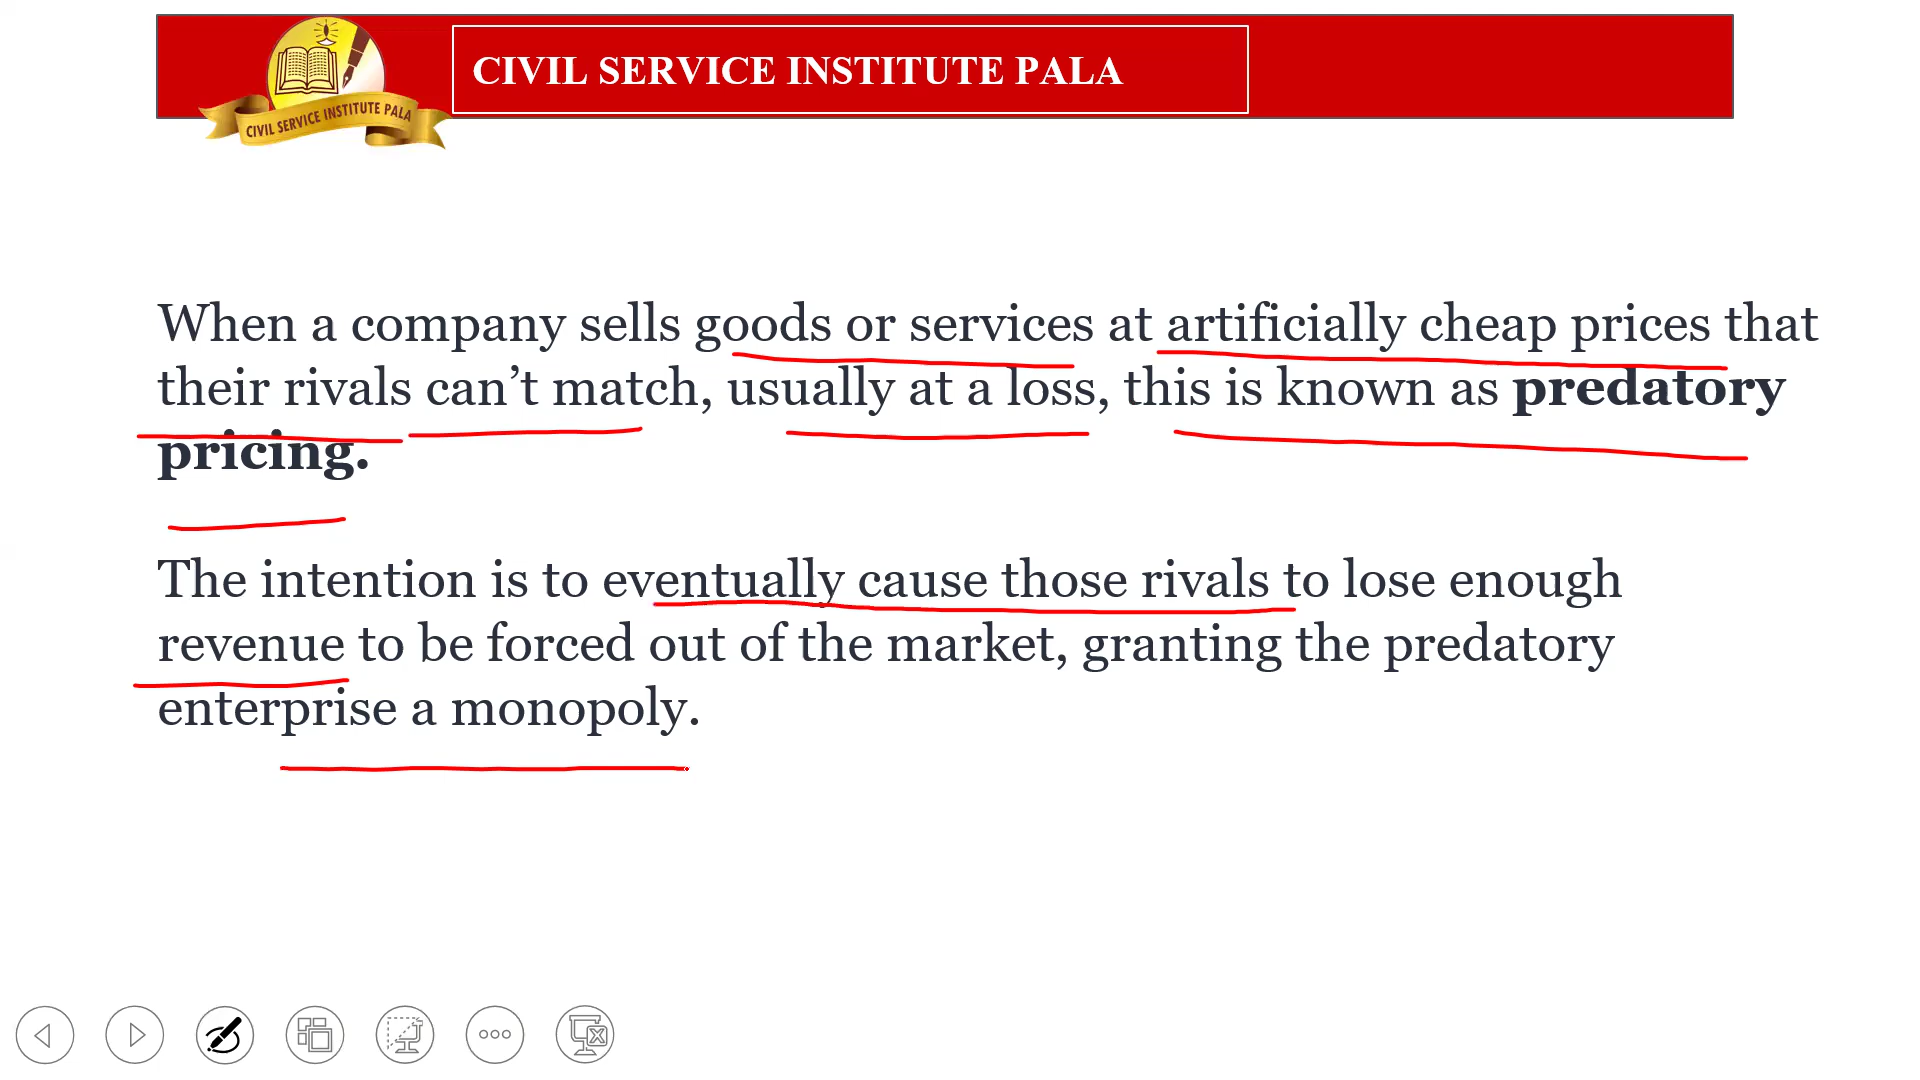 CIVIL SERVICE INSTITUTE PALA
CIVIL SERVICE INSTITUTE PALA
When a company sells goods or services at artificially cheap prices that
their rivals can’t match, usually at a loss, this is known as predatory
pricing.
The intention is to eventually cause those rivals to lose enough
revenue to be forced out of the market, granting the predatory
enterprise a monopoly.